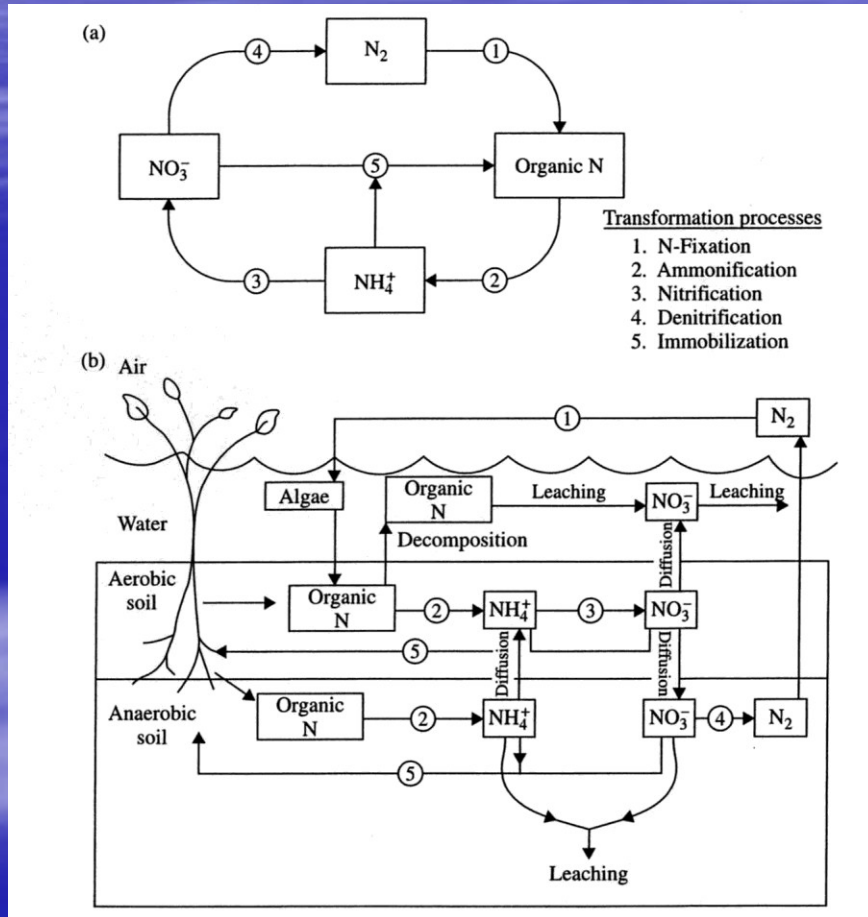 (a)
④
N₂
①
NO₃⁻
⑤
Organic N
③
NH₄⁺
②
Transformation processes
1. N-Fixation
2. Ammonification
3. Nitrification
4. Denitrification
5. Immobilization
(b)
Air
①
N₂
Water
Algae
Organic
N
Leaching
NO₃⁻
Leaching
Decomposition
Diffusion
Aerobic
soil
Organic
N
②
NH₄⁺
③
NO₃⁻
⑤
Diffusion
Diffusion
Anaerobic
soil
Organic
N
②
NH₄⁺
NO₃⁻
④
N₂
⑤
Leaching